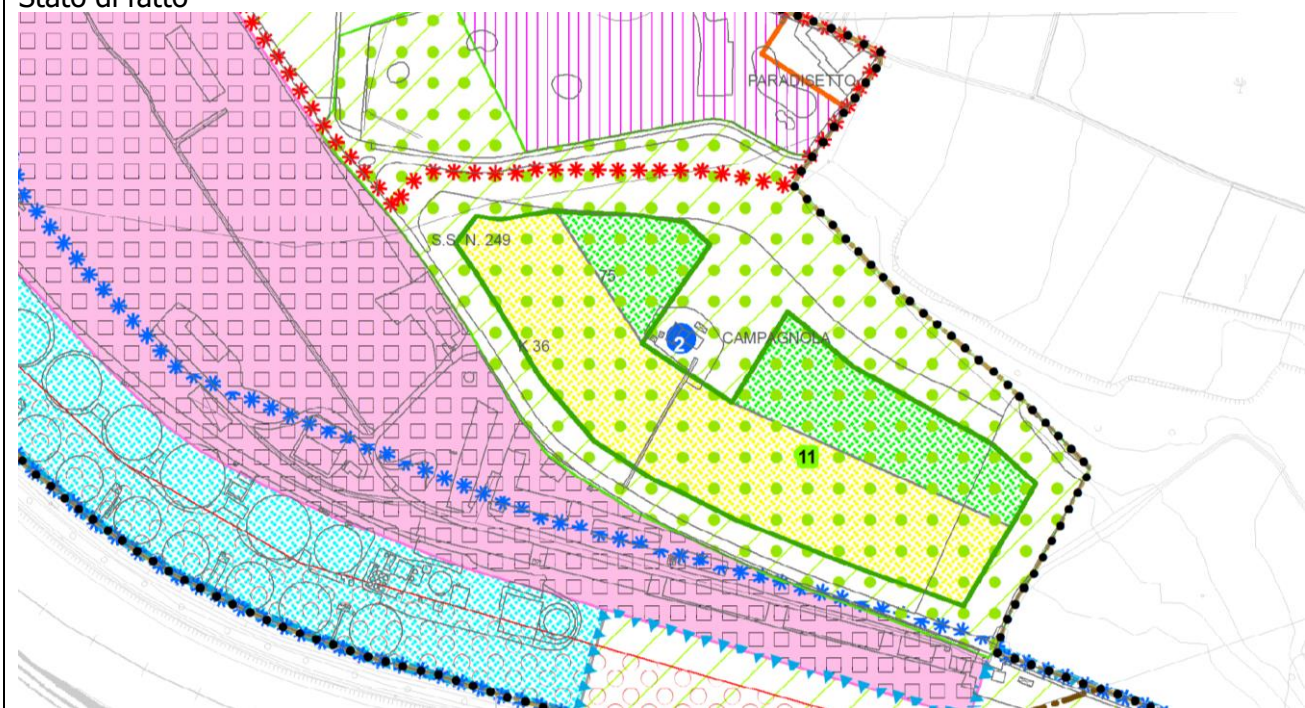 Stato di fatto
PARADISETTO
S.S. N. 249
75
2
CAMPAGNOLA
K 36
11